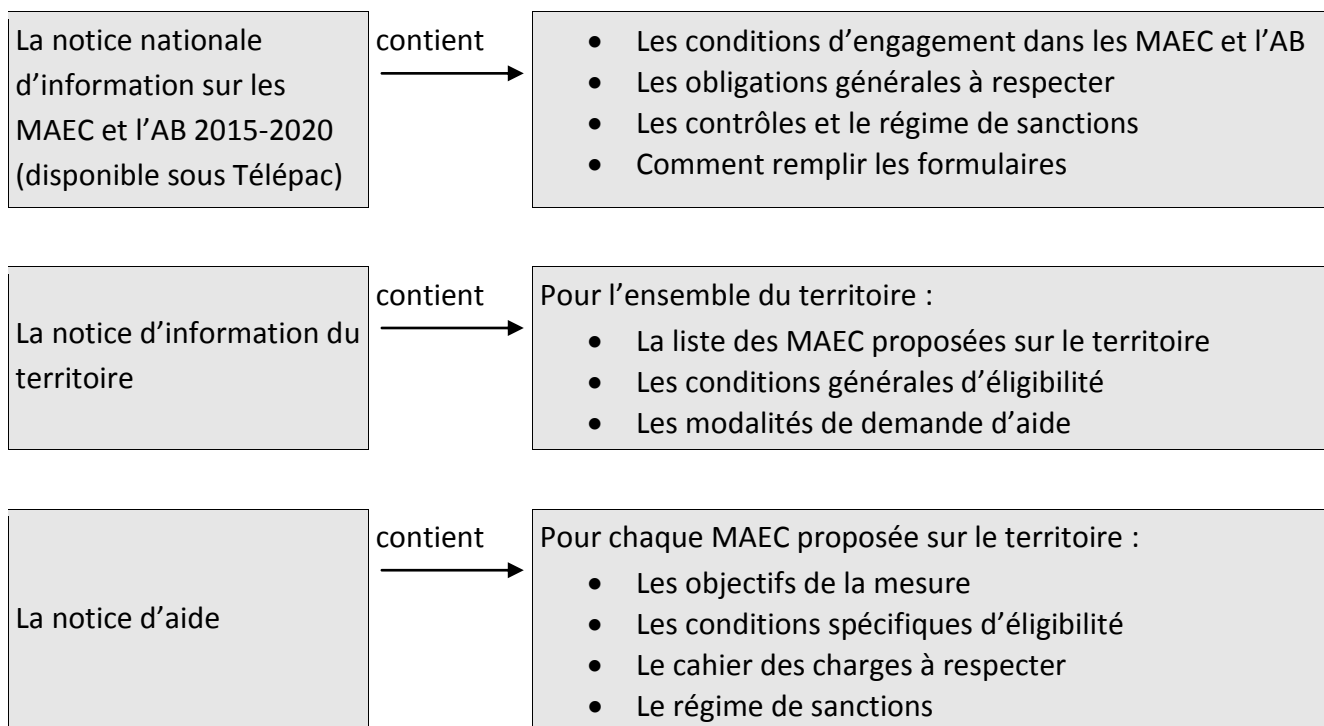 La notice nationale
d’information sur les
MAEC et l’AB 2015-2020
(disponible sous Télépac)
contient
• Les conditions d’engagement dans les MAEC et l’AB
• Les obligations générales à respecter
• Les contrôles et le régime de sanctions
• Comment remplir les formulaires
La notice d’information du
territoire
contient
Pour l’ensemble du territoire :
• La liste des MAEC proposées sur le territoire
• Les conditions générales d’éligibilité
• Les modalités de demande d’aide
La notice d’aide
contient
Pour chaque MAEC proposée sur le territoire :
• Les objectifs de la mesure
• Les conditions spécifiques d’éligibilité
• Le cahier des charges à respecter
• Le régime de sanctions